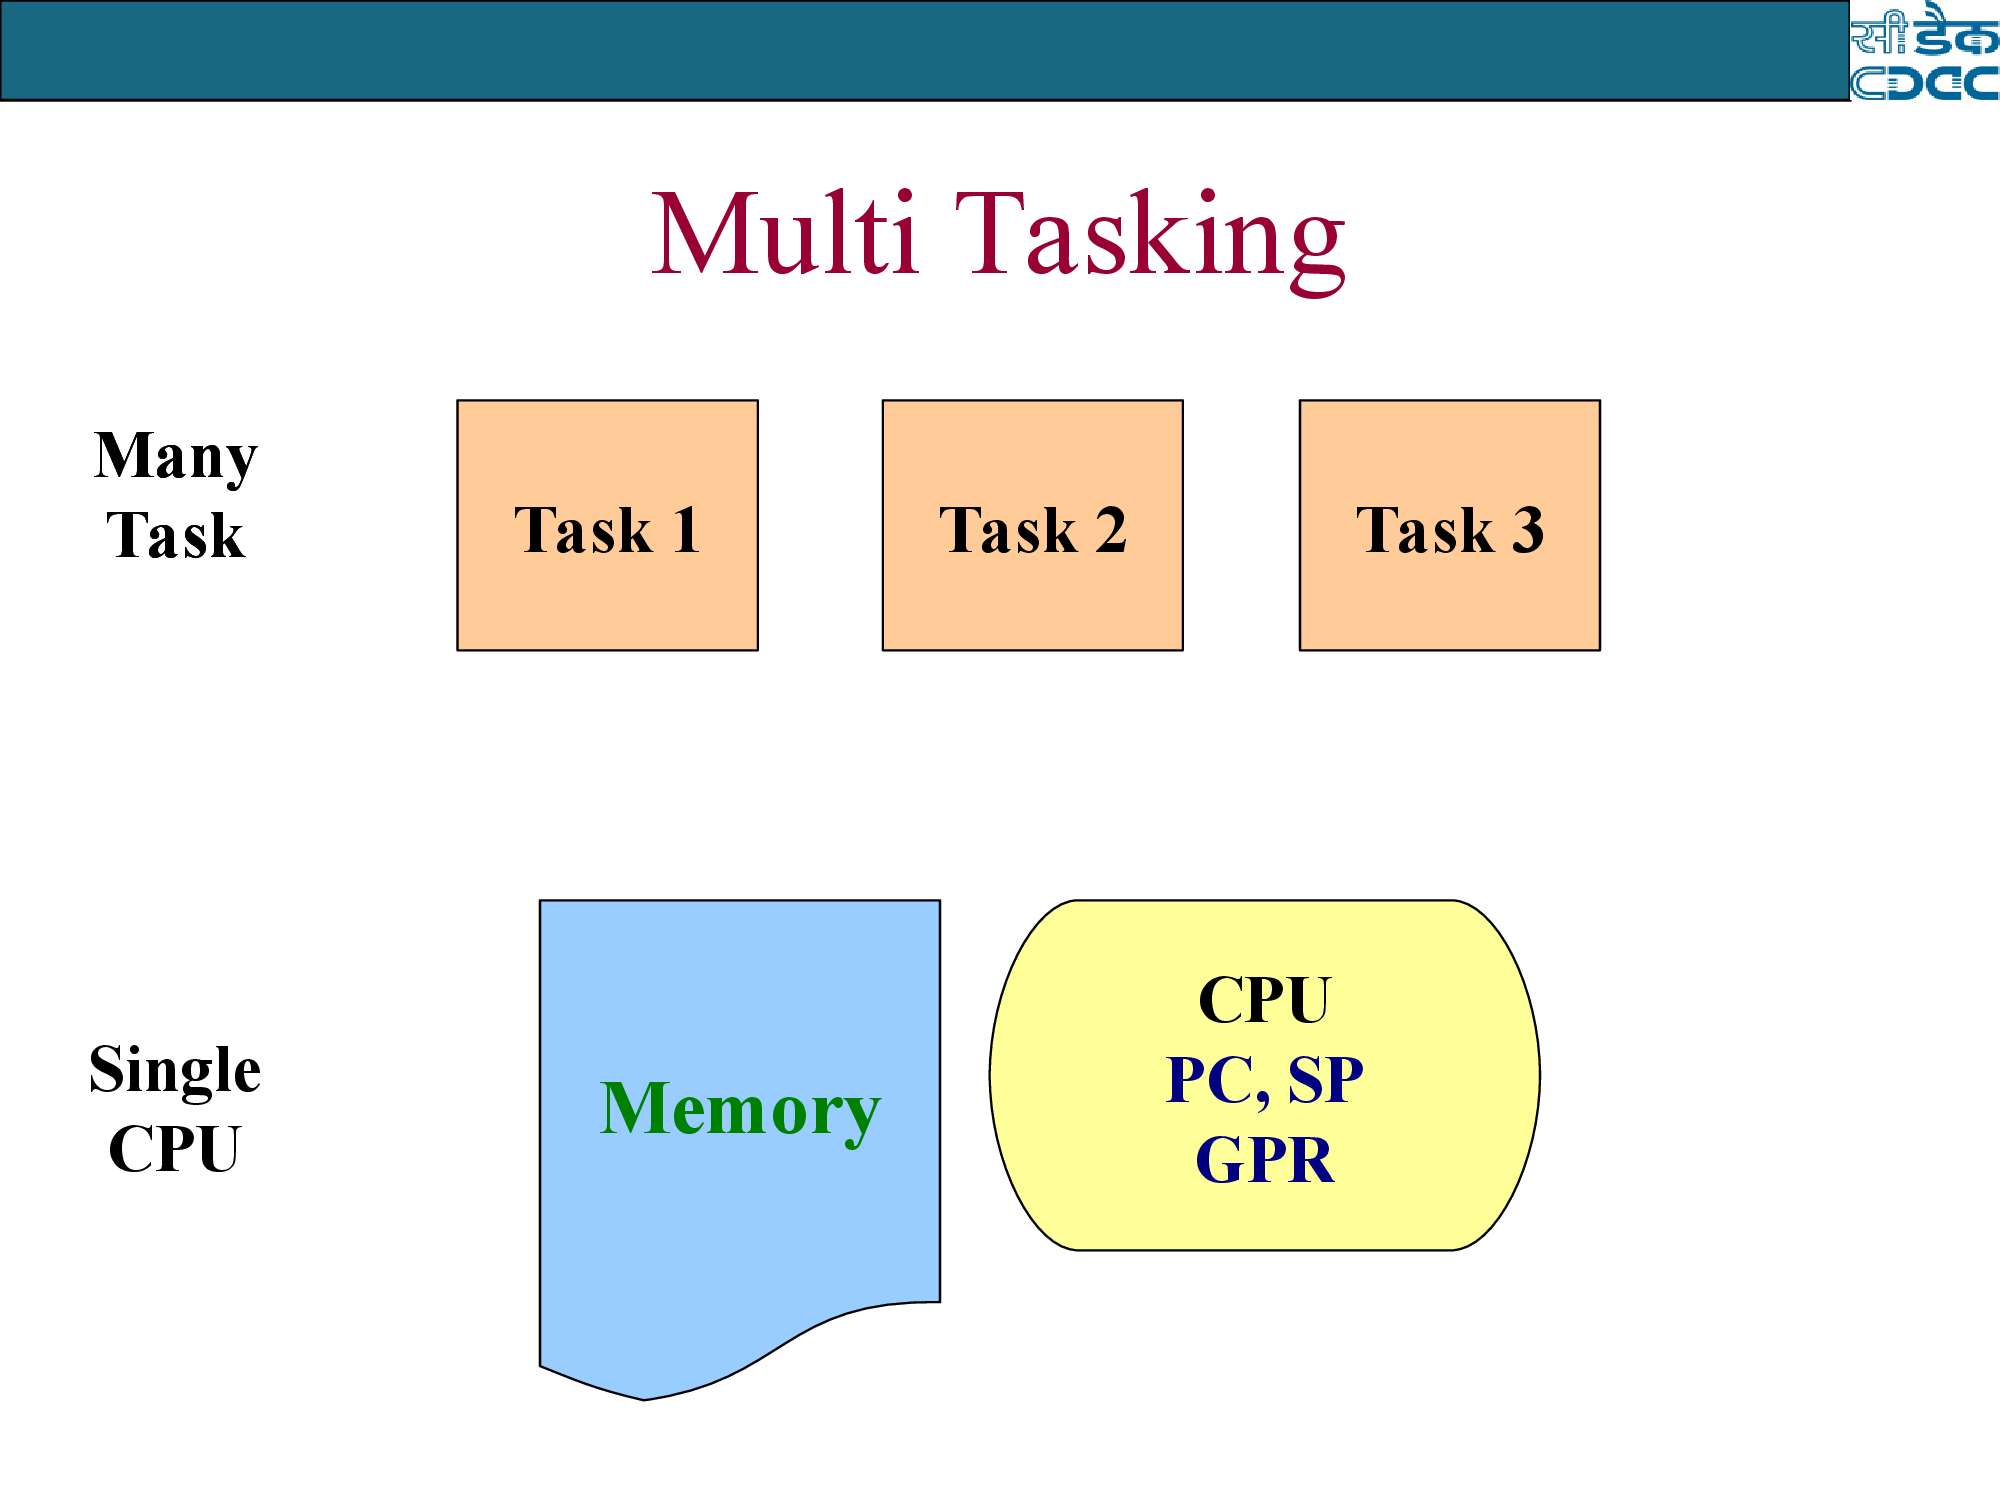 सी डैक
CDAC
Multi Tasking
Many
Task
Task 1
Task 2
Task 3
Single
CPU
Memory
CPU
PC, SP
GPR